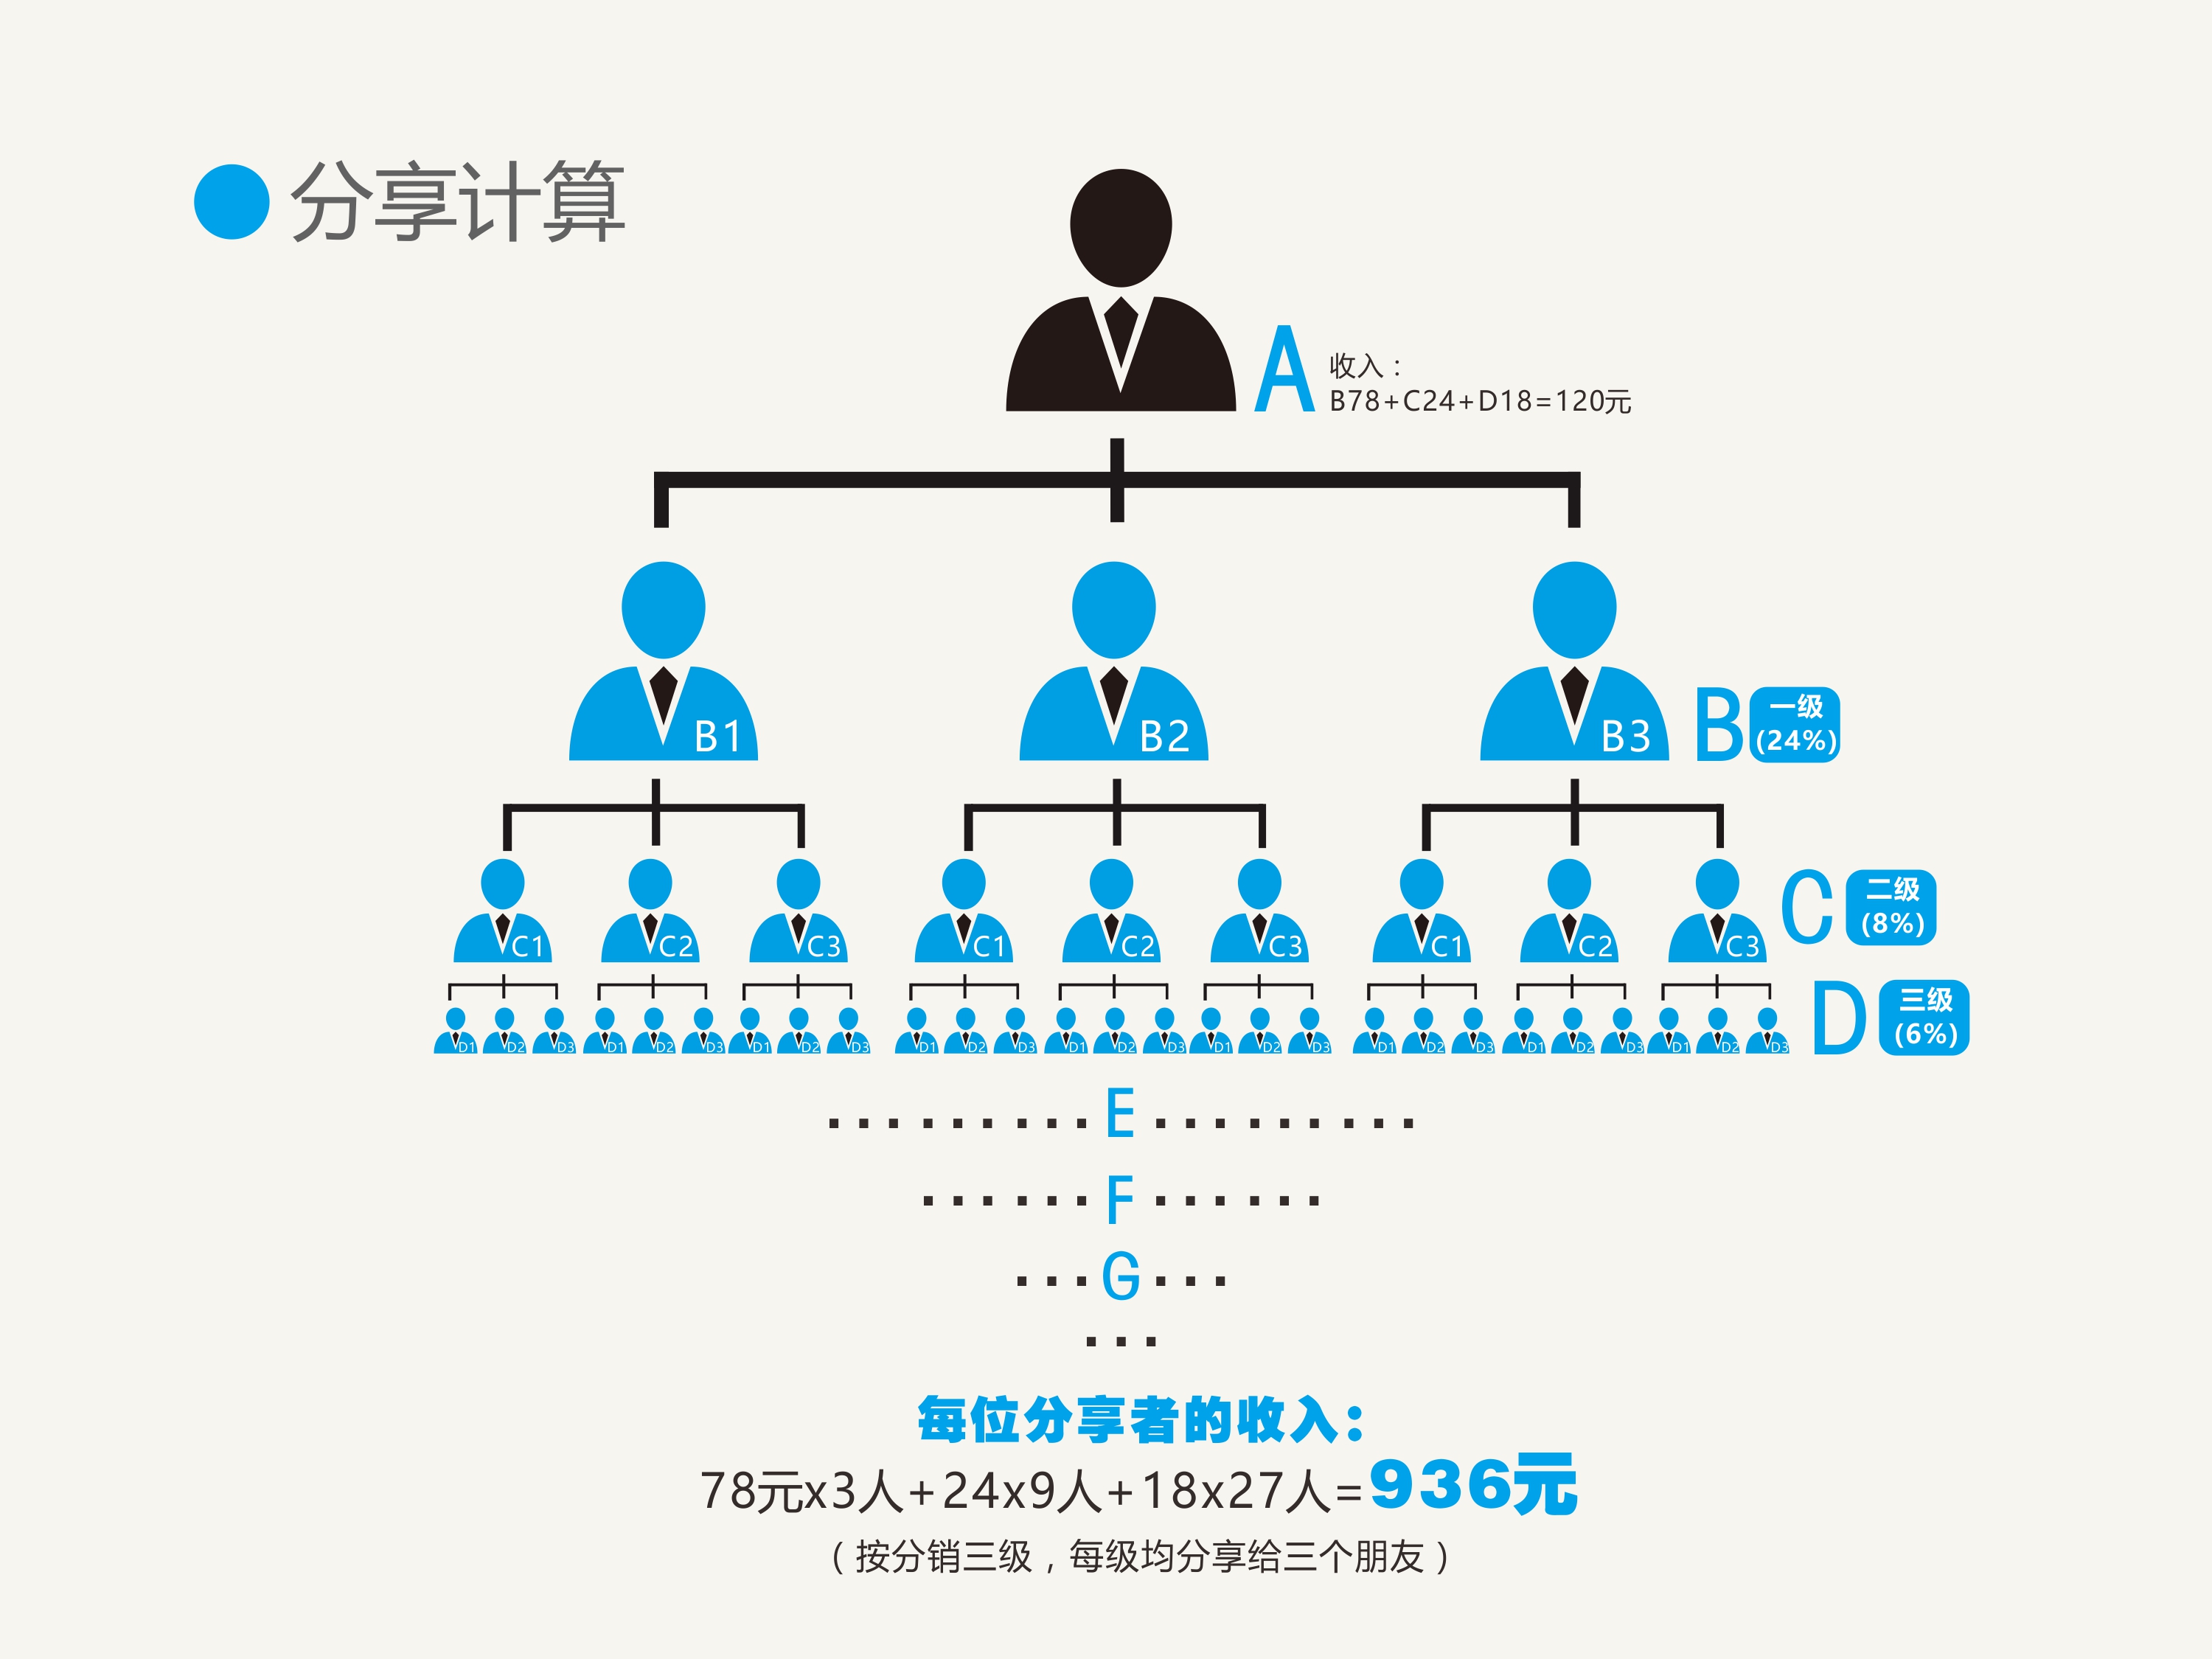 分享计算
A
收入：
B78+C24+D18=120元
B1 B2 B3
B
一级
(24%)
C1 C2 C3 C1 C2 C3 C1 C2 C3
C
二级
(8%)
D1 D2 D3 D1 D2 D3 D1 D2 D3 D1 D2 D3 D1 D2 D3 D1 D2 D3 D1 D2 D3 D1 D2 D3 D1 D2 D3
D
三级
(6%)
·········E·········
······F······
···G···
···
每位分享者的收入：
78元x3人+24x9人+18x27人=936元
（按分销三级，每级均分享给三个朋友）